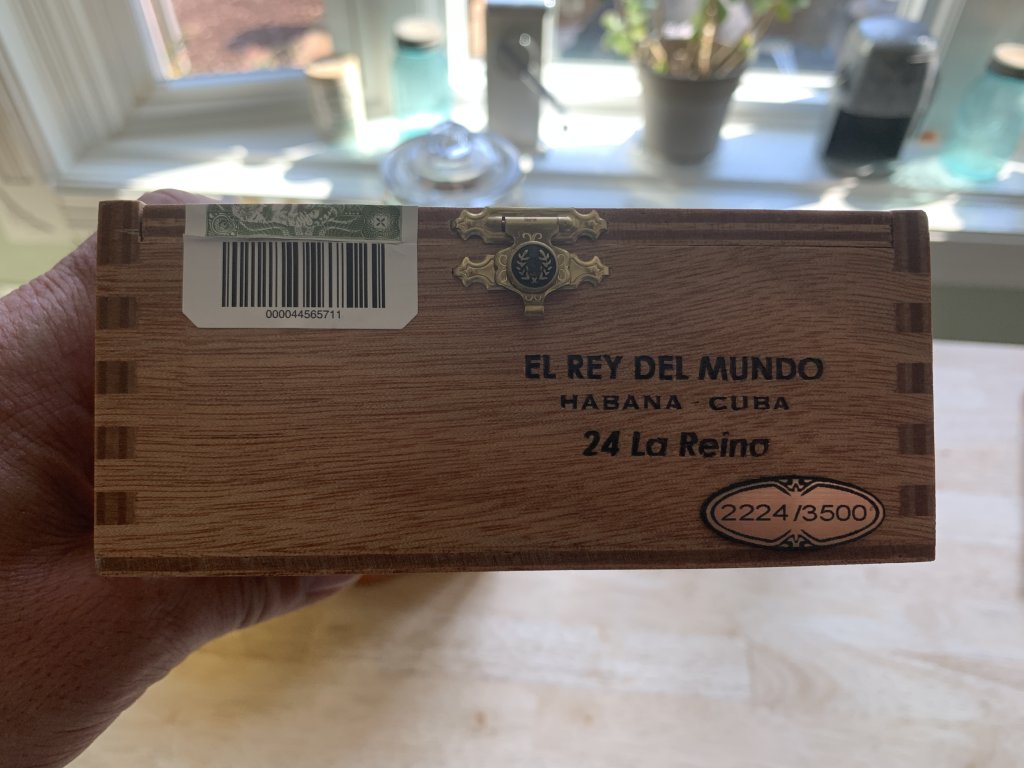 000044565711
EL REY DEL MUNDO
HABANA - CUBA
24 La Reina
2224/3500